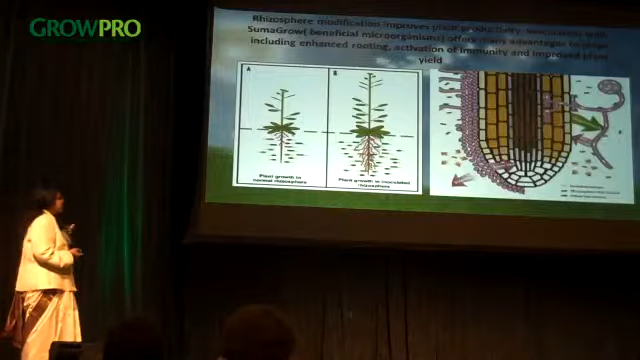 GROWPRO
Rhizosphere modification improves plant productivity. Inoculation with
SumaGrow( beneficial microorganisms) offers many advantages to plant
including enhanced rooting, activation of immunity and improved plant
yield
A
B
Plant growth in
normal rhizosphere
Plant growth in inoculated
rhizosphere